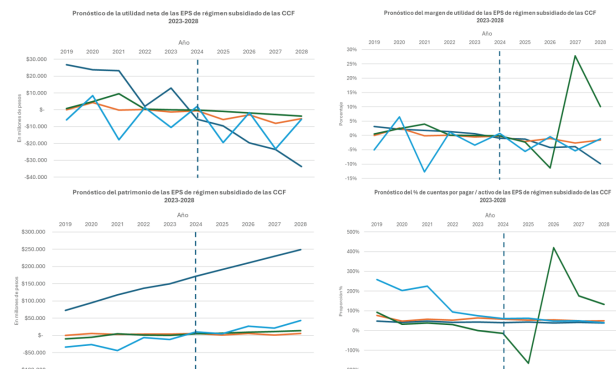 Pronóstico de la utilidad neta de las EPS de régimen subsidiado de las CCF
2023-2028
Año
2019 2020 2021 2022 2023 2024 2025 2026 2027 2028
$30.000
$20.000
$10.000
$-
-$10.000
-$20.000
-$30.000
-$40.000
En millones de pesos
Pronóstico del margen de utilidad de las EPS de régimen subsidiado de las CCF
2023-2028
Año
2019 2020 2021 2022 2023 2024 2025 2026 2027 2028
30%
25%
20%
15%
10%
5%
0%
-5%
-10%
-15%
Porcentaje
Pronóstico del patrimonio de las EPS de régimen subsidiado de las CCF
2023-2028
Año
2019 2020 2021 2022 2023 2024 2025 2026 2027 2028
$300.000
$250.000
$200.000
$150.000
$100.000
$50.000
$-
-$50.000
En millones de pesos
Pronóstico del % de cuentas por pagar / activo de las EPS de régimen subsidiado de las CCF
2023-2028
Año
2019 2020 2021 2022 2023 2024 2025 2026 2027 2028
500%
400%
300%
200%
100%
0%
-100%
Proporción %